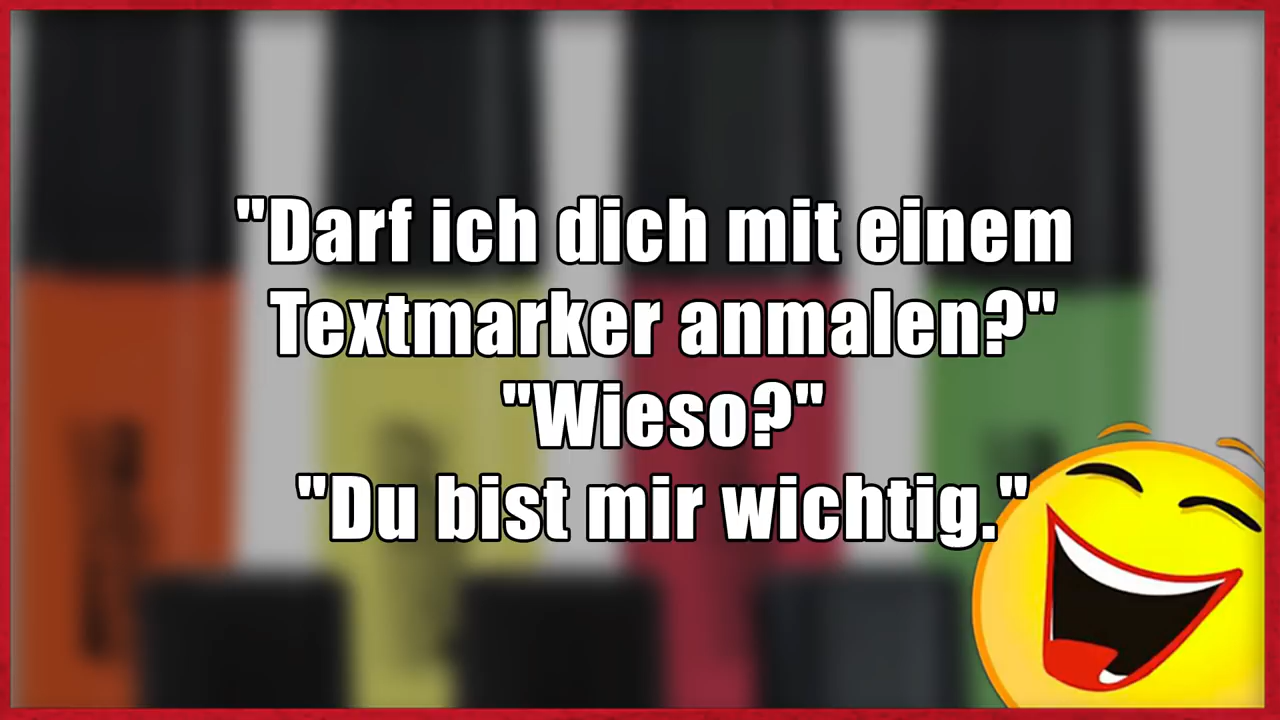 "Darf ich dich mit einem
Textmarker anmalen?"
"Wieso?"
"Du bist mir wichtig."